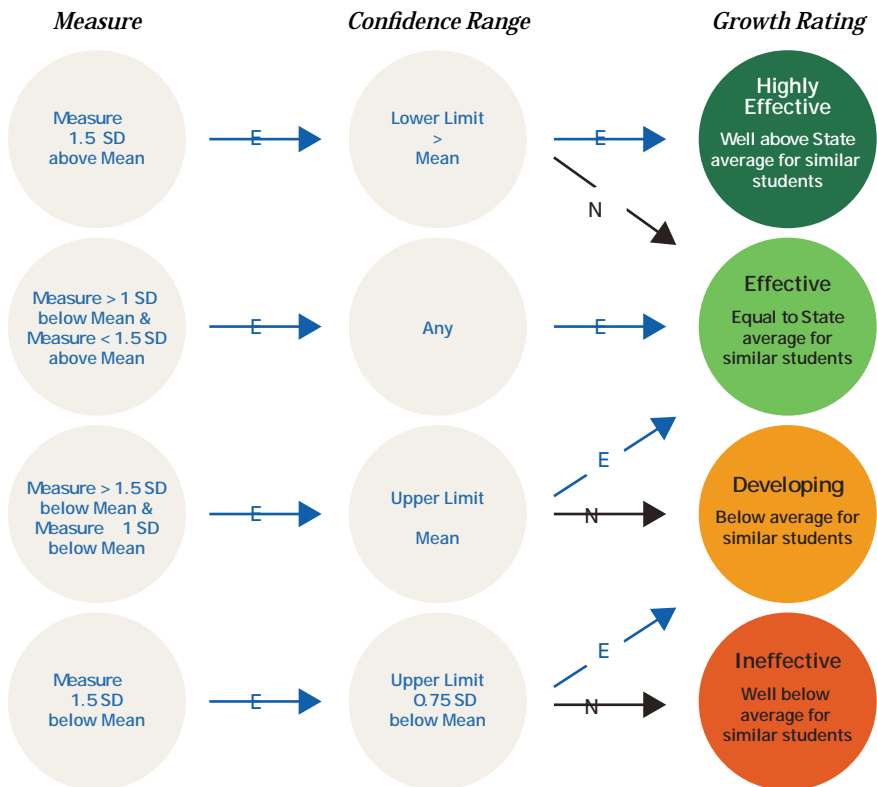 Measure Confidence Range Growth Rating
Measure
1.5 SD
above Mean
E
Lower Limit
>
Mean
E
N
Highly
Effective
Well above State
average for similar
students
Measure > 1 SD
below Mean &
Measure < 1.5 SD
above Mean
E
Any
E
Effective
Equal to State
average for
similar students
Measure > 1.5 SD
below Mean &
Measure 1 SD
below Mean
E
Upper Limit
Mean
E
N
Developing
Below average for
similar students
Measure
1.5 SD
below Mean
E
Upper Limit
0.75 SD
below Mean
E
N
Ineffective
Well below
average for
similar students